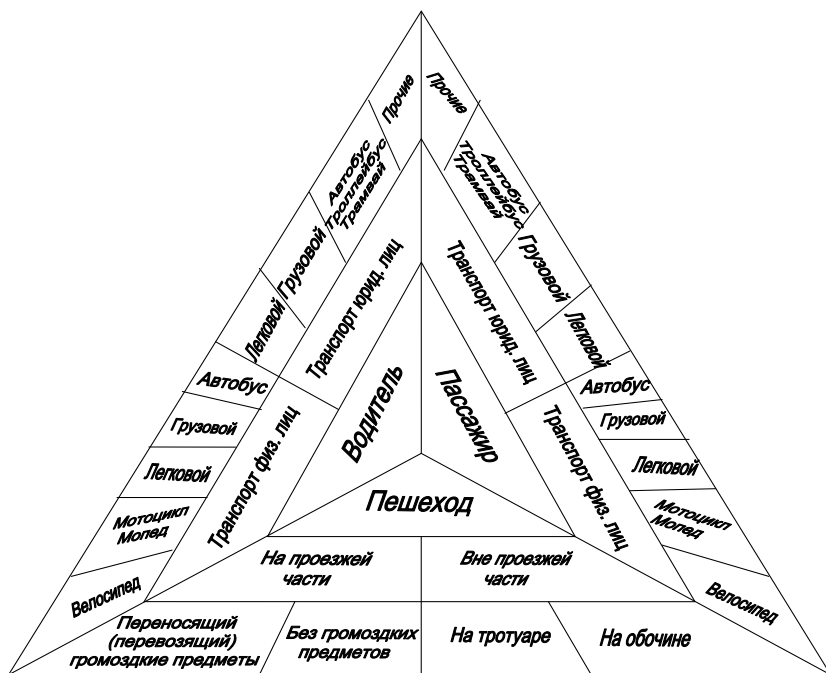 Прочие
Прочие
Автобус
Троллейбус
Трамвай
Автобус
Троллейбус
Трамвай
Грузовой
Грузовой
Легковой
Легковой
Транспорт юрид. лиц
Транспорт юрид. лиц
Водитель
Пассажир
Автобус
Автобус
Грузовой
Грузовой
Легковой
Легковой
Транспорт физ. лиц
Транспорт физ. лиц
Мотоцикл
Мопед
Мотоцикл
Мопед
Велосипед
Велосипед
Пешеход
На проезжей
части
Вне проезжей
части
Переносящий
(перевозящий)
громоздкие предметы
Без громоздких
предметов
На тротуаре
На обочине